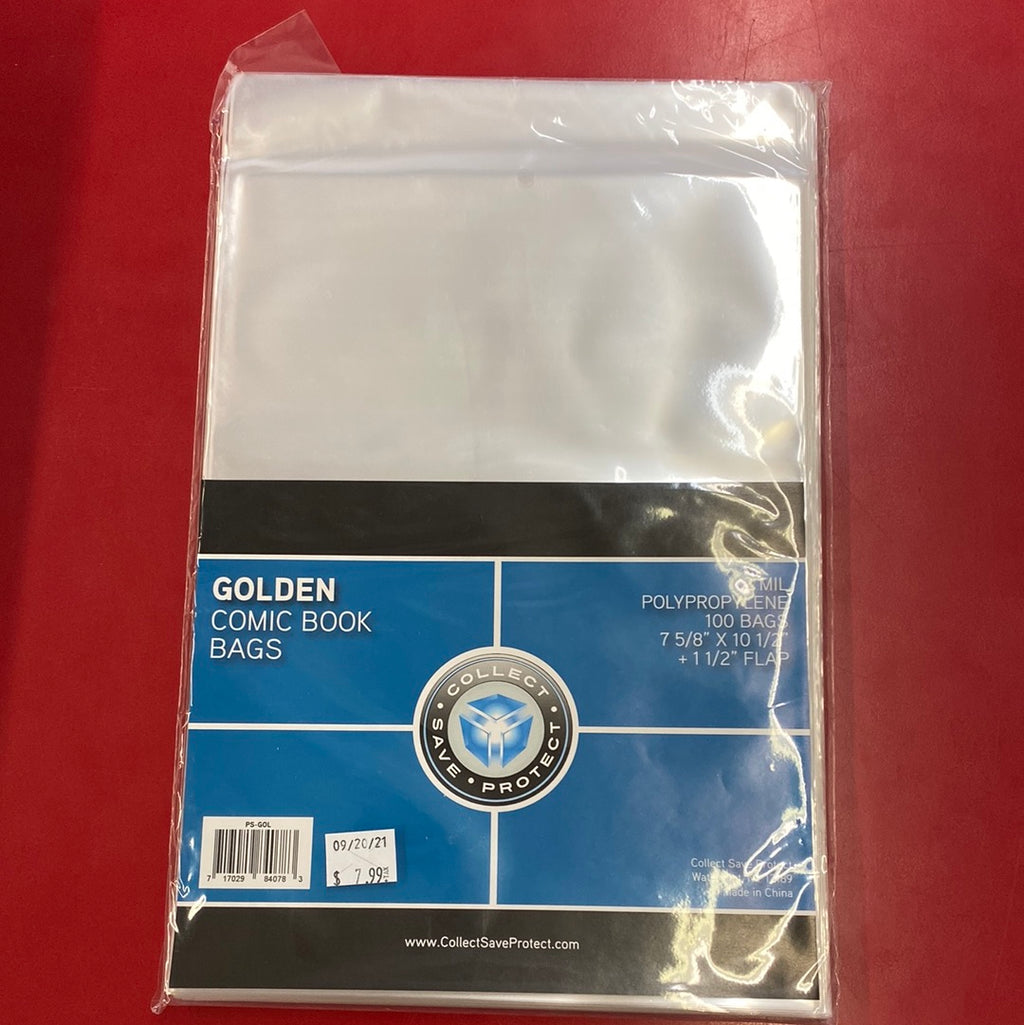 GOLDEN
COMIC BOOK
BAGS
MIL
POLYPROPYLENE
100 BAGS
7 5/8" X 10 1/2"
+ 1 1/2" FLAP
COLLECT • PROTECT • SAVE •
PS-GOL
7 17029 84078 3
09/20/21
$ 7.99
+TAX
Collect Save Protect
Made in China
www.CollectSaveProtect.com